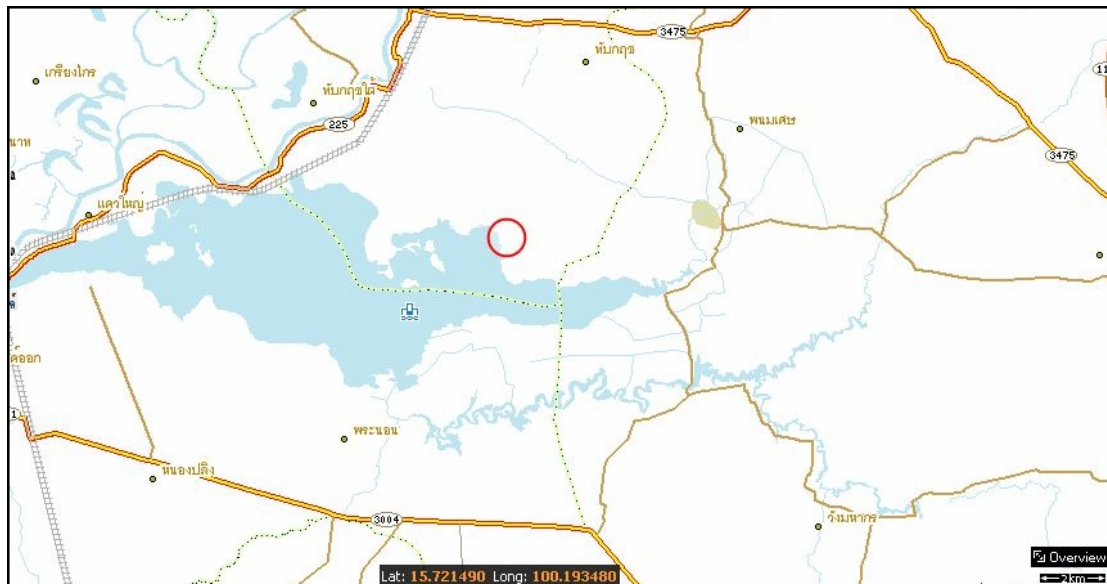 3475
ทับกฤช
เกรียงไกร
ทับกฤชใต้
225
พนมเศษ
3475
แควใหญ่
พระนอน
หนองปลิง
3004
วังมหากร
Overview
Lat: 15.721490 Long: 100.193480
2km